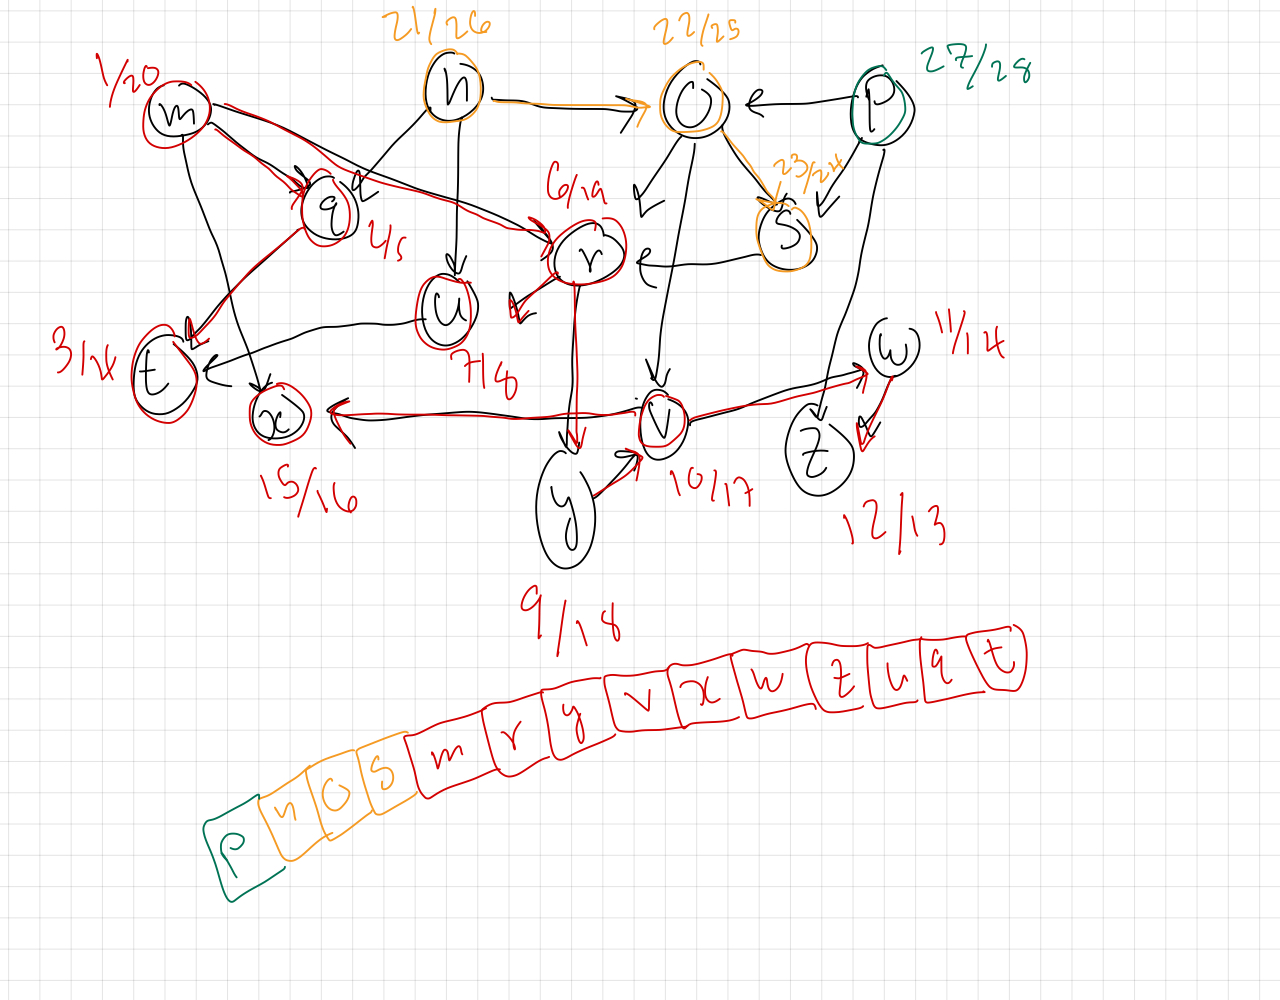 21/26
22/25
27/28
1/20
m
n
o
p
23/24
6/19
q
2/5
r
s
3/4
t
u
7/8
11/14
w
x
v
z
15/16
10/17
y
12/13
9/18
p n o s m r y v x w z u q t